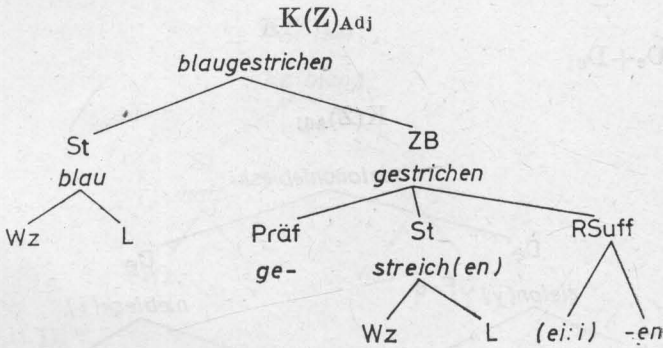 K(Z)Adj
blaugestrichen
St ZB
blau gestrichen
Wz L Präf St RSuff
ge- streich(en)
Wz L (ei:i) -en